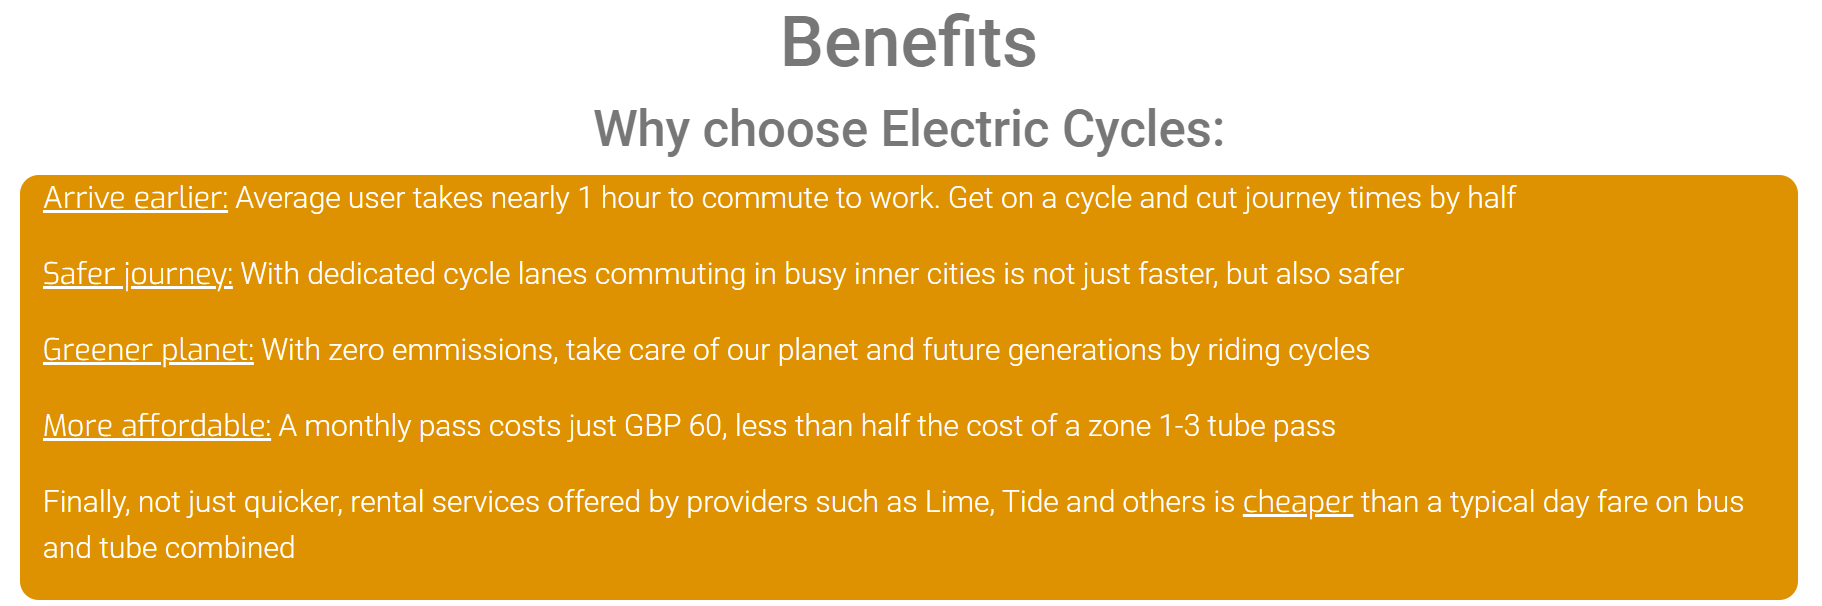 Benefits
Why choose Electric Cycles:
Arrive earlier: Average user takes nearly 1 hour to commute to work. Get on a cycle and cut journey times by half
Safer journey: With dedicated cycle lanes commuting in busy inner cities is not just faster, but also safer
Greener planet: With zero emmissions, take care of our planet and future generations by riding cycles
More affordable: A monthly pass costs just GBP 60, less than half the cost of a zone 1-3 tube pass
Finally, not just quicker, rental services offered by providers such as Lime, Tide and others is cheaper than a typical day fare on bus
and tube combined